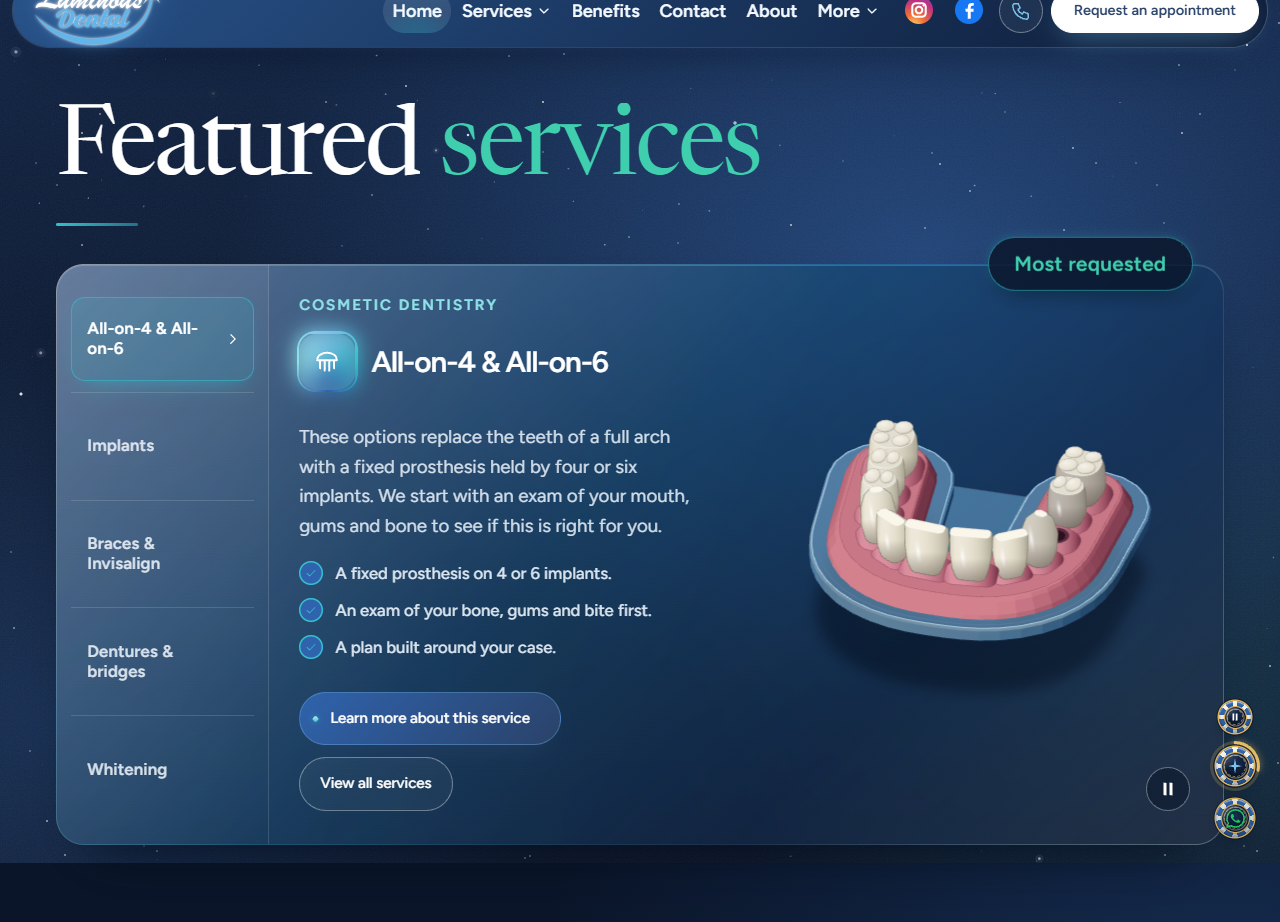 Luminous
Dental
Home
Services
Benefits
Contact
About
More
Request an appointment
Featured services
Most requested
All-on-4 & All-
on-6
Implants
Braces &
Invisalign
Dentures &
bridges
Whitening
COSMETIC DENTISTRY
All-on-4 & All-on-6
These options replace the teeth of a full arch
with a fixed prosthesis held by four or six
implants. We start with an exam of your mouth,
gums and bone to see if this is right for you.
A fixed prosthesis on 4 or 6 implants.
An exam of your bone, gums and bite first.
A plan built around your case.
Learn more about this service
View all services